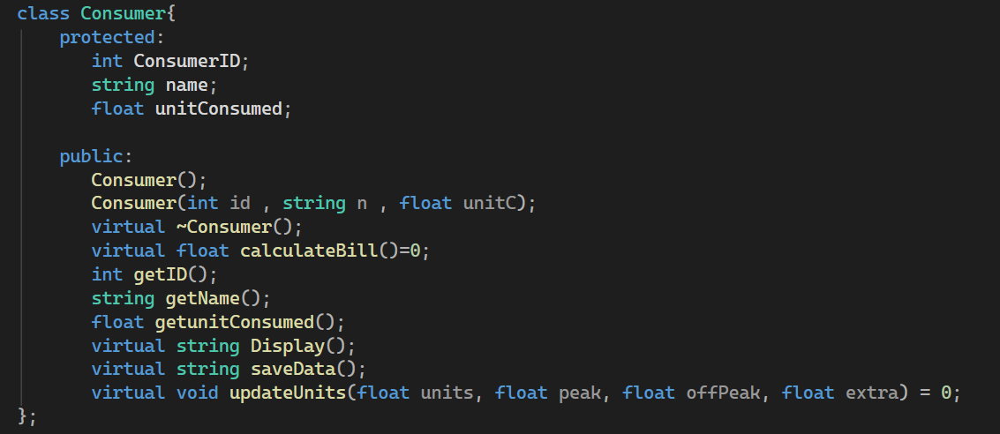 class Consumer{
protected:
int ConsumerID;
string name;
float unitConsumed;
public:
Consumer();
Consumer(int id , string n , float unitC);
virtual ~Consumer();
virtual float calculateBill()=0;
int getID();
string getName();
float getunitConsumed();
virtual string Display();
virtual string saveData();
virtual void updateUnits(float units, float peak, float offPeak, float extra) = 0;
};